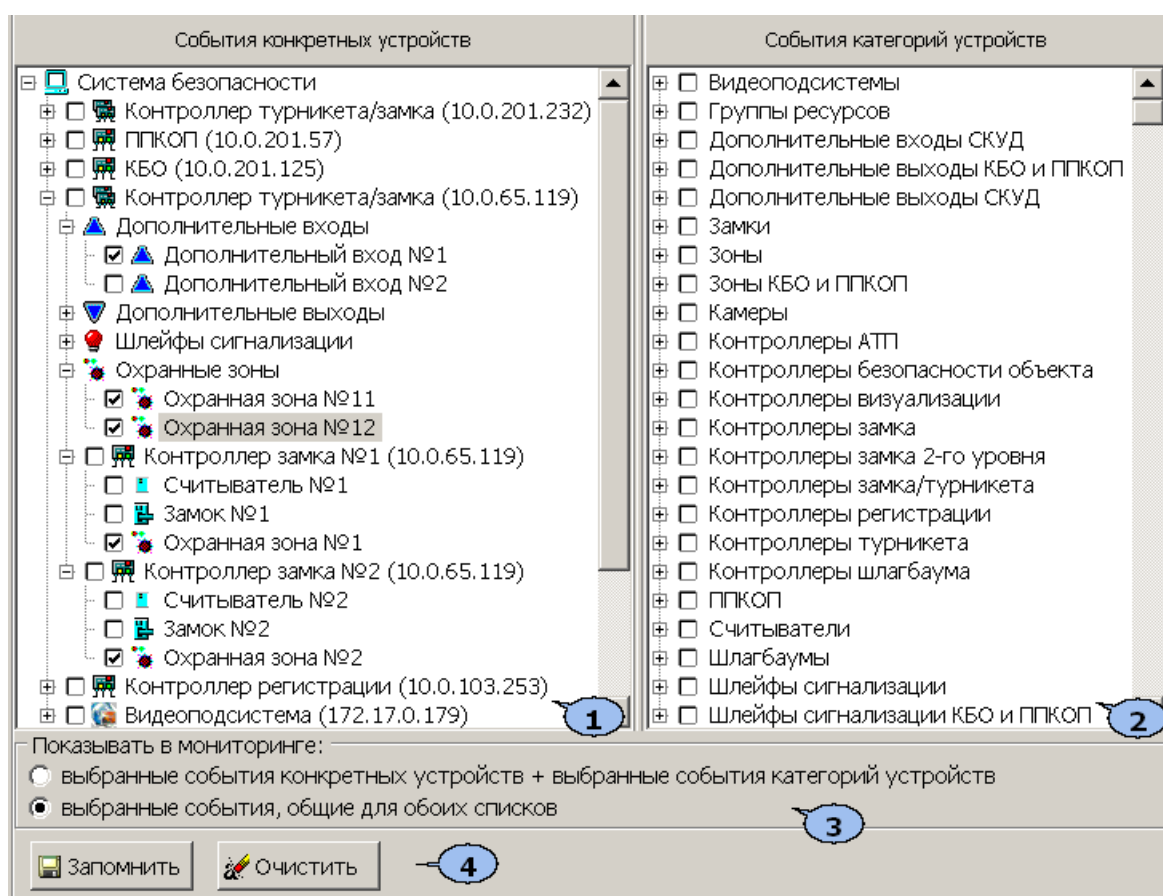 События конкретных устройств
Система безопасности
Контроллер турникета/замка (10.0.201.232)
ППКОП (10.0.201.57)
КБО (10.0.201.125)
Контроллер турникета/замка (10.0.65.119)
Дополнительные входы
Дополнительный вход №1
Дополнительный вход №2
Дополнительные выходы
Шлейфы сигнализации
Охранные зоны
Охранная зона №11
Охранная зона №12
Контроллер замка №1 (10.0.65.119)
Считыватель №1
Замок №1
Охранная зона №1
Контроллер замка №2 (10.0.65.119)
Считыватель №2
Замок №2
Охранная зона №2
Контроллер регистрации (10.0.103.253)
Видеоподсистема (172.17.0.179)
1
События категорий устройств
Видеоподсистемы
Группы ресурсов
Дополнительные входы СКУД
Дополнительные выходы КБО и ППКОП
Дополнительные выходы СКУД
Замки
Зоны
Зоны КБО и ППКОП
Камеры
Контроллеры АТП
Контроллеры безопасности объекта
Контроллеры визуализации
Контроллеры замка
Контроллеры замка 2-го уровня
Контроллеры замка/турникета
Контроллеры регистрации
Контроллеры турникета
Контроллеры шлагбаума
ППКОП
Считыватели
Шлагбаумы
Шлейфы сигнализации
Шлейфы сигнализации КБО и ППКОП
2
Показывать в мониторинге:
выбранные события конкретных устройств + выбранные события категорий устройств
выбранные события, общие для обоих списков
3
Запомнить
Очистить
4